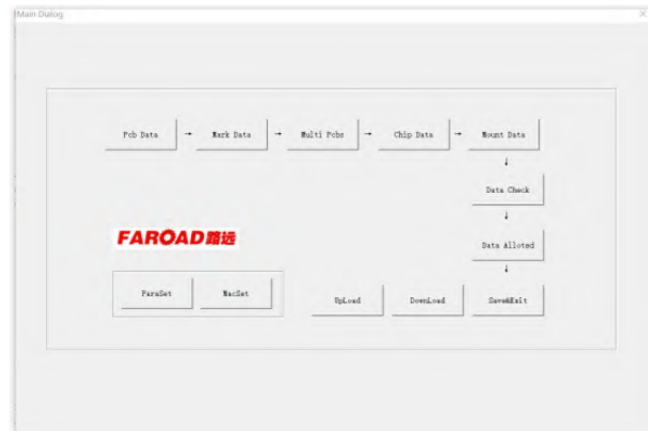 Main Dialog
Pcb Data → Mark Data → Multi Pcbs → Chip Data → Mount Data
↓
Data Check
↓
FAROAD路远
Data Alloted
↓
ParaSet MacSet UpLoad DownLoad Save&Exit